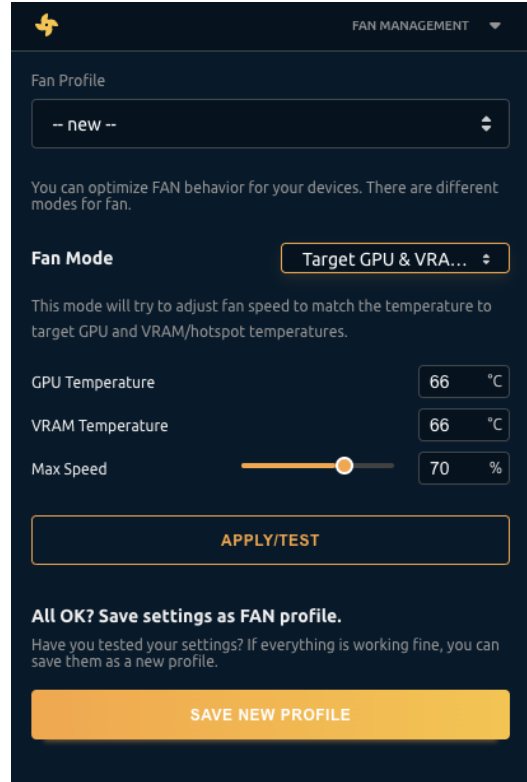 FAN MANAGEMENT
Fan Profile
-- new --
You can optimize FAN behavior for your devices. There are different
modes for fan.
Fan Mode
Target GPU & VRA...
This mode will try to adjust fan speed to match the temperature to
target GPU and VRAM/hotspot temperatures.
GPU Temperature 66 °C
VRAM Temperature 66 °C
Max Speed 70 %
APPLY/TEST
All OK? Save settings as FAN profile.
Have you tested your settings? If everything is working fine, you can
save them as a new profile.
SAVE NEW PROFILE